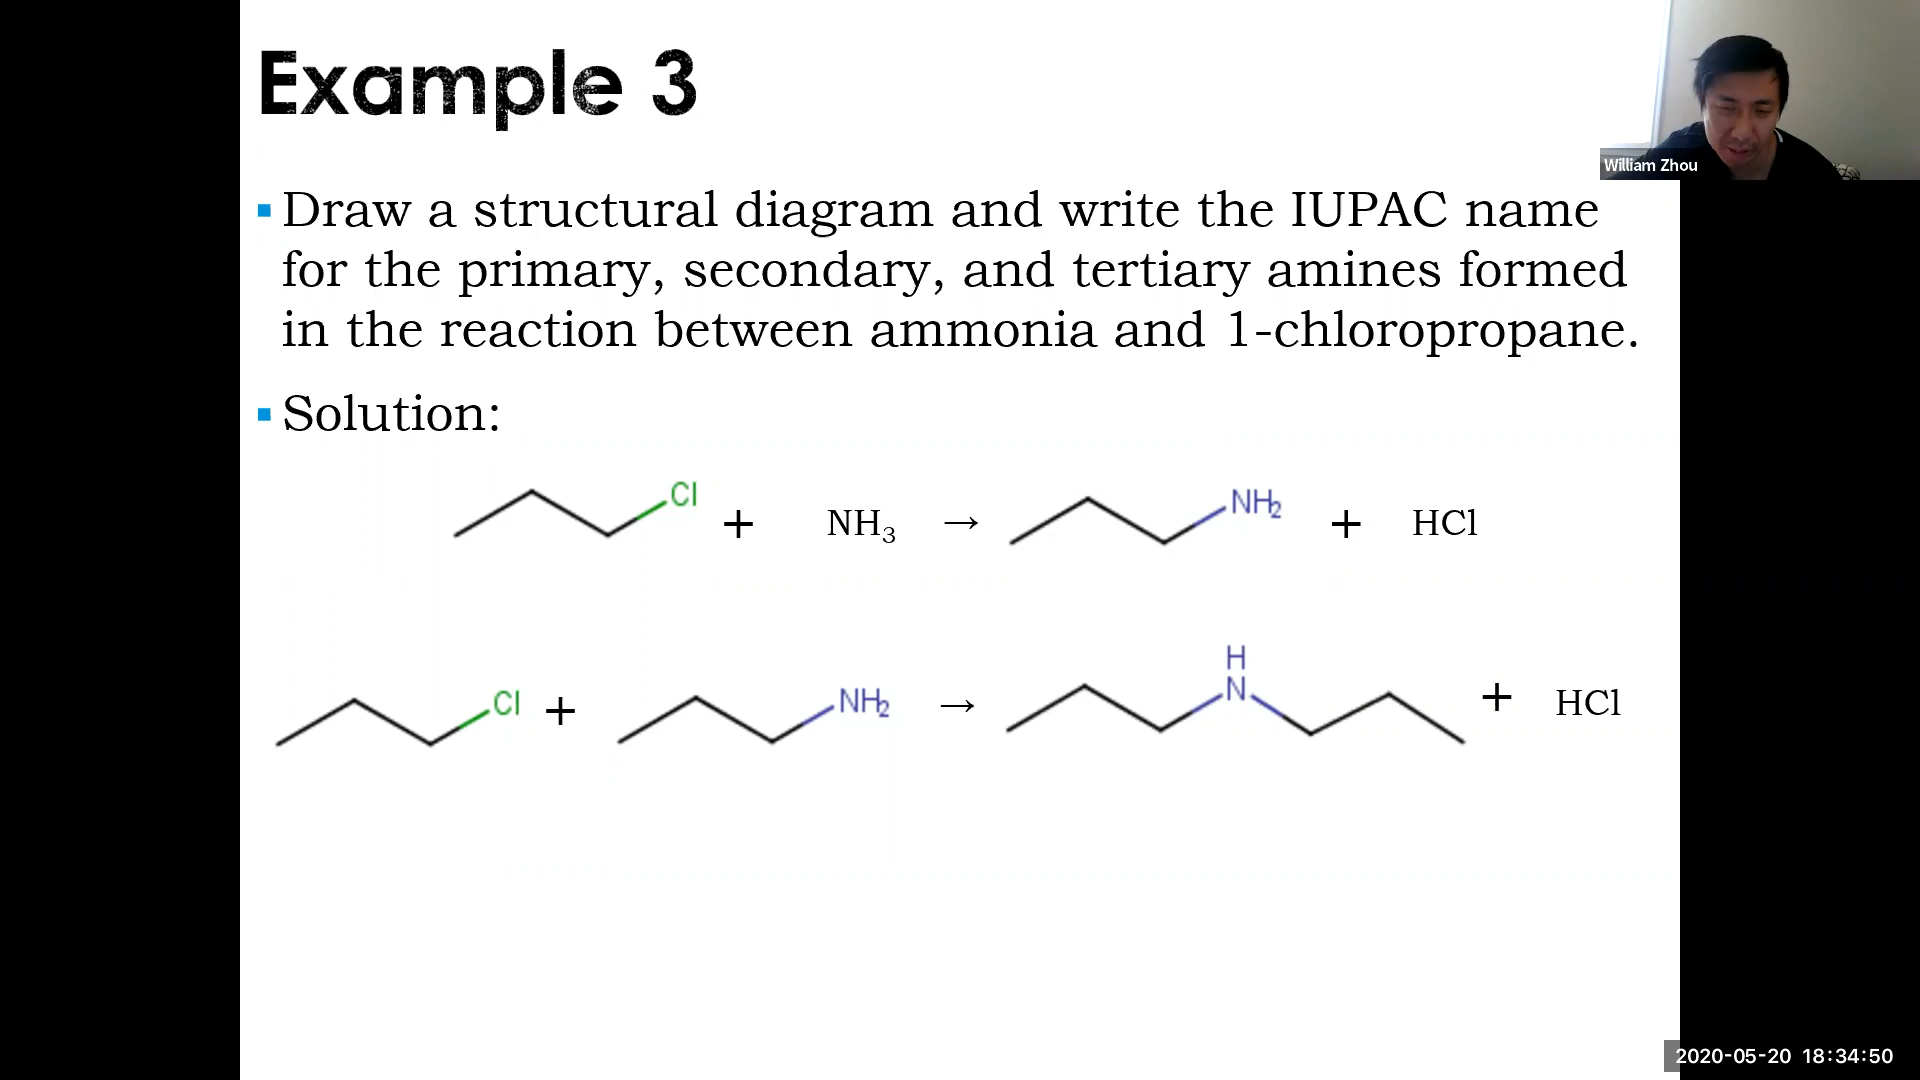 Example 3
William Zhou
▪ Draw a structural diagram and write the IUPAC name
for the primary, secondary, and tertiary amines formed
in the reaction between ammonia and 1-chloropropane.
▪ Solution:
Cl + NH₃ → NH₂ + HCl
Cl + NH₂ → H N + HCl
2020-05-20 18:34:50